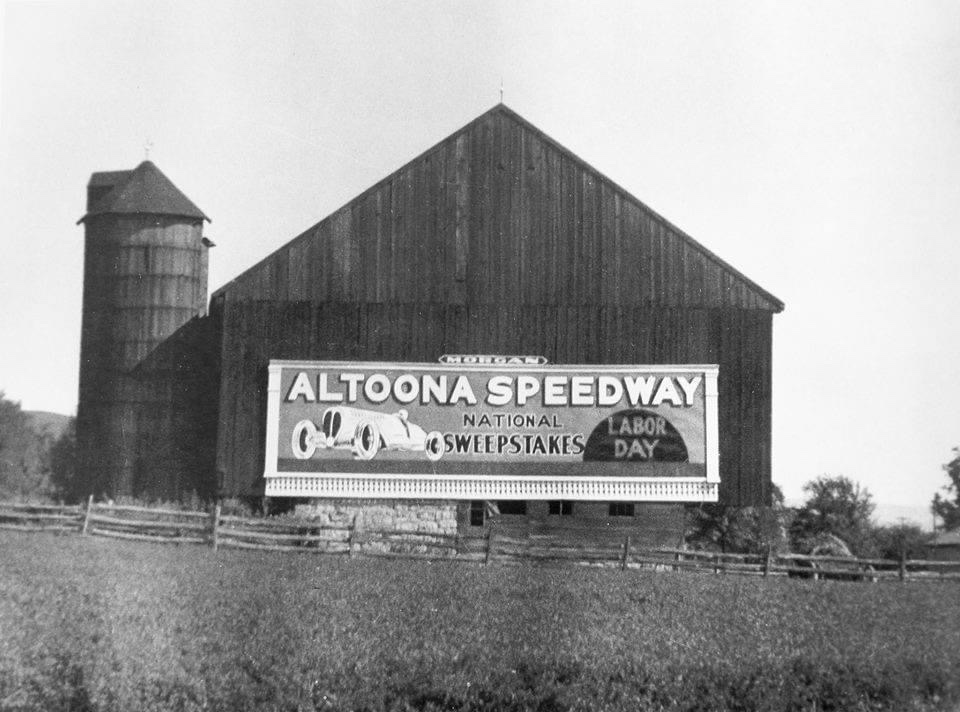 MORGAN
ALTOONA SPEEDWAY
NATIONAL
SWEEPSTAKES
LABOR
DAY